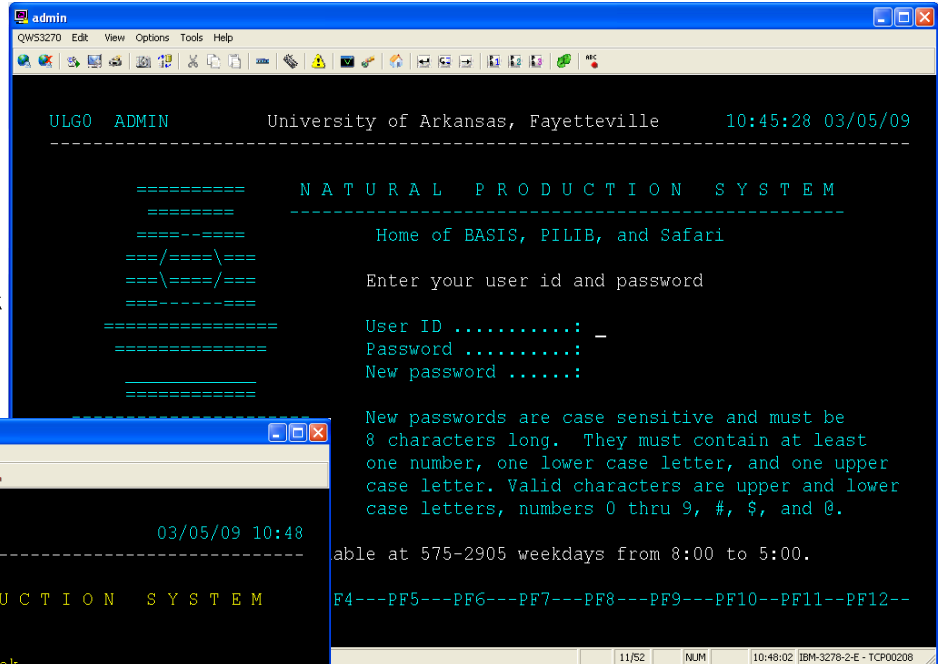 admin
QWS3270 Edit View Options Tools Help
ULG0 ADMIN University of Arkansas, Fayetteville 10:45:28 03/05/09
N A T U R A L P R O D U C T I O N S Y S T E M
Home of BASIS, PILIB, and Safari
Enter your user id and password
User ID ...........: _
Password ..........:
New password ......:
New passwords are case sensitive and must be
8 characters long. They must contain at least
one number, one lower case letter, and one upper
case letter. Valid characters are upper and lower
case letters, numbers 0 thru 9, #, $, and @.
able at 575-2905 weekdays from 8:00 to 5:00.
F4---PF5---PF6---PF7---PF8---PF9---PF10--PF11--PF12--
11/52 NUM 10:48:02 IBM-3278-2-E - TCP00208
03/05/09 10:48
U C T I O N S Y S T E M